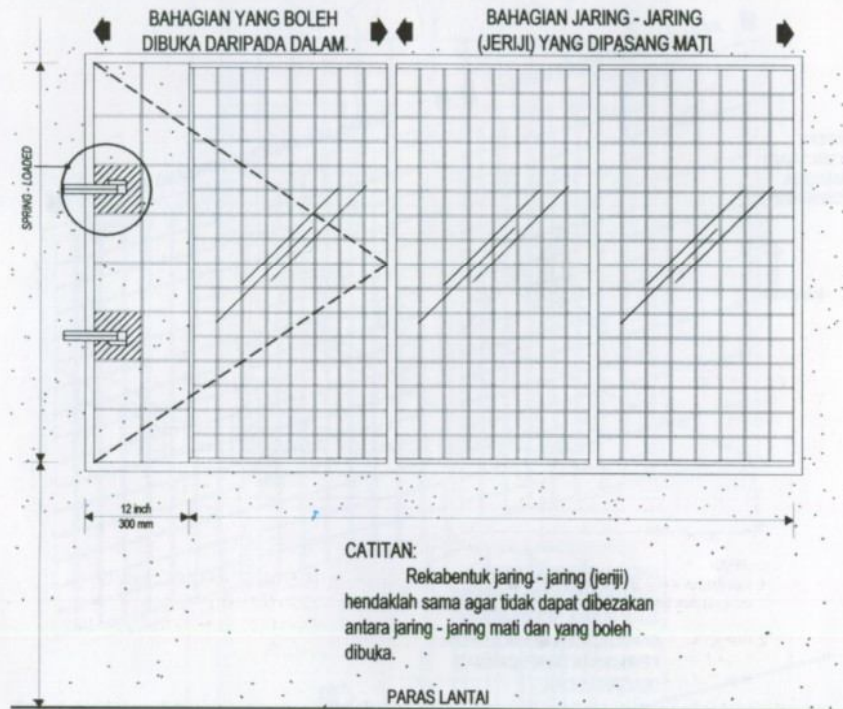 BAHAGIAN YANG BOLEH
DIBUKA DARIPADA DALAM
BAHAGIAN JARING - JARING
(JERIJI) YANG DIPASANG MATI
SPRING - LOADED
12 inch
300 mm
CATITAN:
Rekabentuk jaring - jaring (jeriji)
hendaklah sama agar tidak dapat dibezakan
antara jaring - jaring mati dan yang boleh
dibuka.
PARAS LANTAI